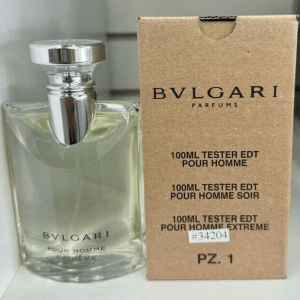 BVLGARI
POUR HOMME
EXTRÊME
BVLGARI
PARFUMS
100ML TESTER EDT
POUR HOMME
100ML TESTER EDT
POUR HOMME SOIR
100ML TESTER EDT
POUR HOMME EXTREME
#34204
PZ. 1